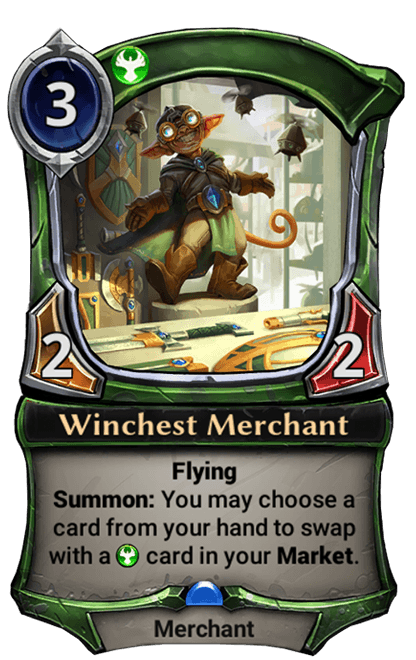 3
2
2
Winchest Merchant
Flying
Summon: You may choose a
card from your hand to swap
with a card in your Market.
Merchant